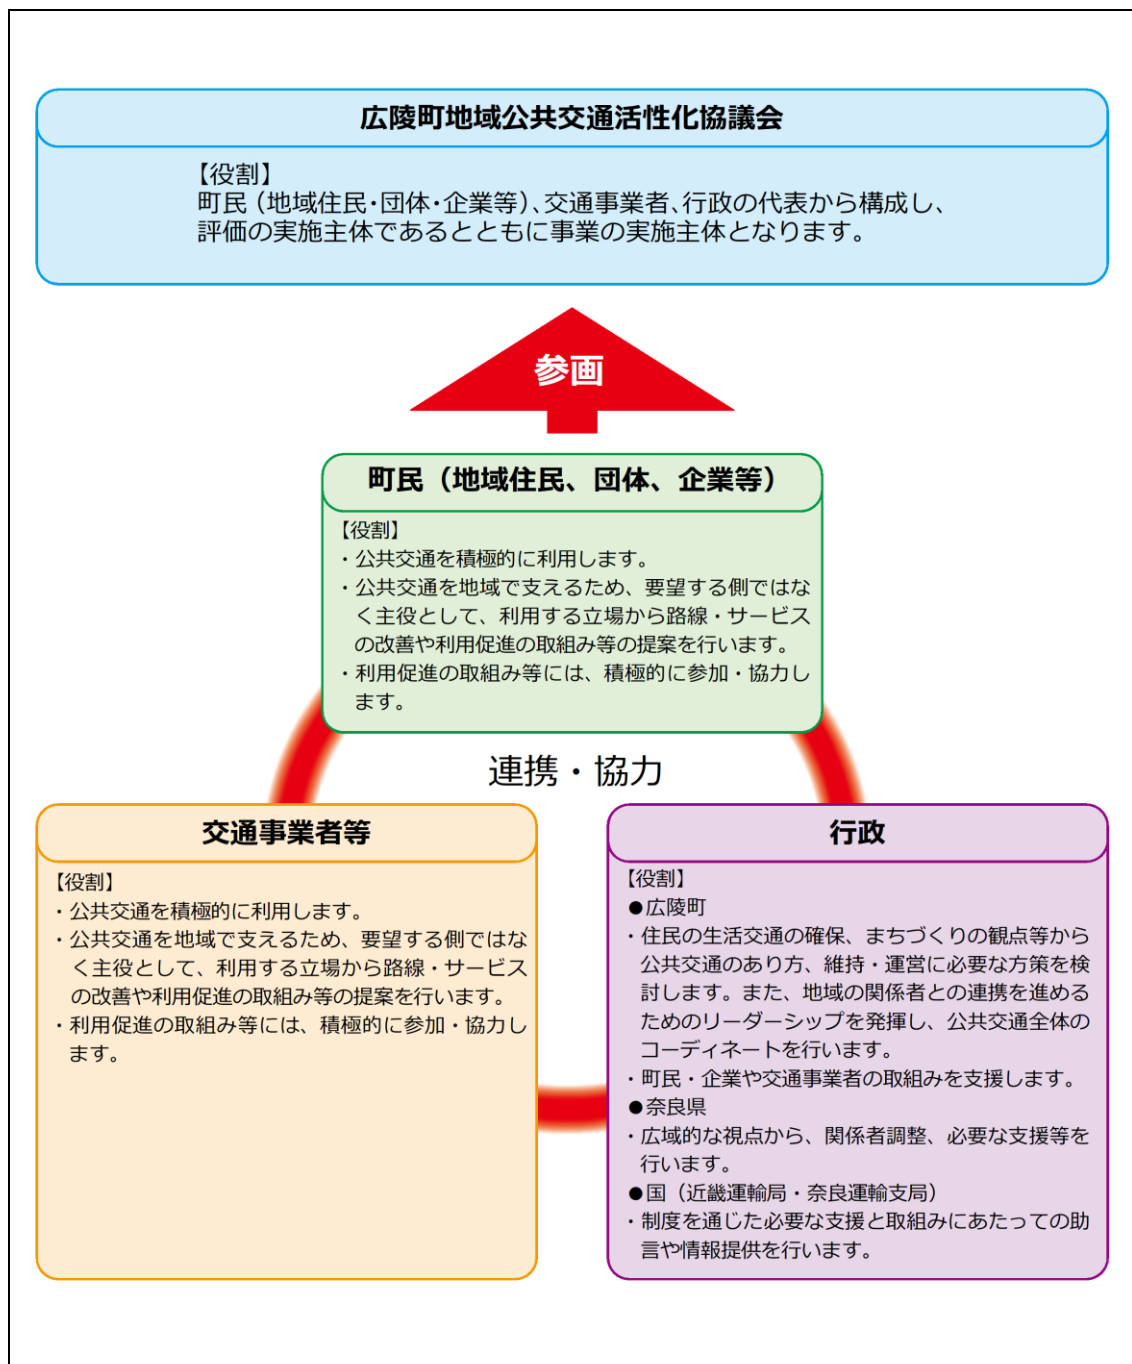 広陵町地域公共交通活性化協議会
【役割】
町民（地域住民・団体・企業等）、交通事業者、行政の代表から構成し、
評価の実施主体であるとともに事業の実施主体となります。
参画
町民（地域住民、団体、企業等）
【役割】
・公共交通を積極的に利用します。
・公共交通を地域で支えるため、要望する側ではな
く主役として、利用する立場から路線・サービス
の改善や利用促進の取組み等の提案を行います。
・利用促進の取組み等には、積極的に参加・協力し
ます。
連携・協力
交通事業者等
【役割】
・公共交通を積極的に利用します。
・公共交通を地域で支えるため、要望する側ではな
く主役として、利用する立場から路線・サービス
の改善や利用促進の取組み等の提案を行います。
・利用促進の取組み等には、積極的に参加・協力し
ます。
行政
【役割】
●広陵町
・住民の生活交通の確保、まちづくりの観点等から
公共交通のあり方、維持・運営に必要な方策を検
討します。また、地域の関係者との連携を進める
ためのリーダーシップを発揮し、公共交通全体の
コーディネートを行います。
・町民・企業や交通事業者の取組みを支援します。
●奈良県
・広域的な視点から、関係者調整、必要な支援等を
行います。
●国（近畿運輸局・奈良運輸支局）
・制度を通じた必要な支援と取組みにあたっての助
言や情報提供を行います。